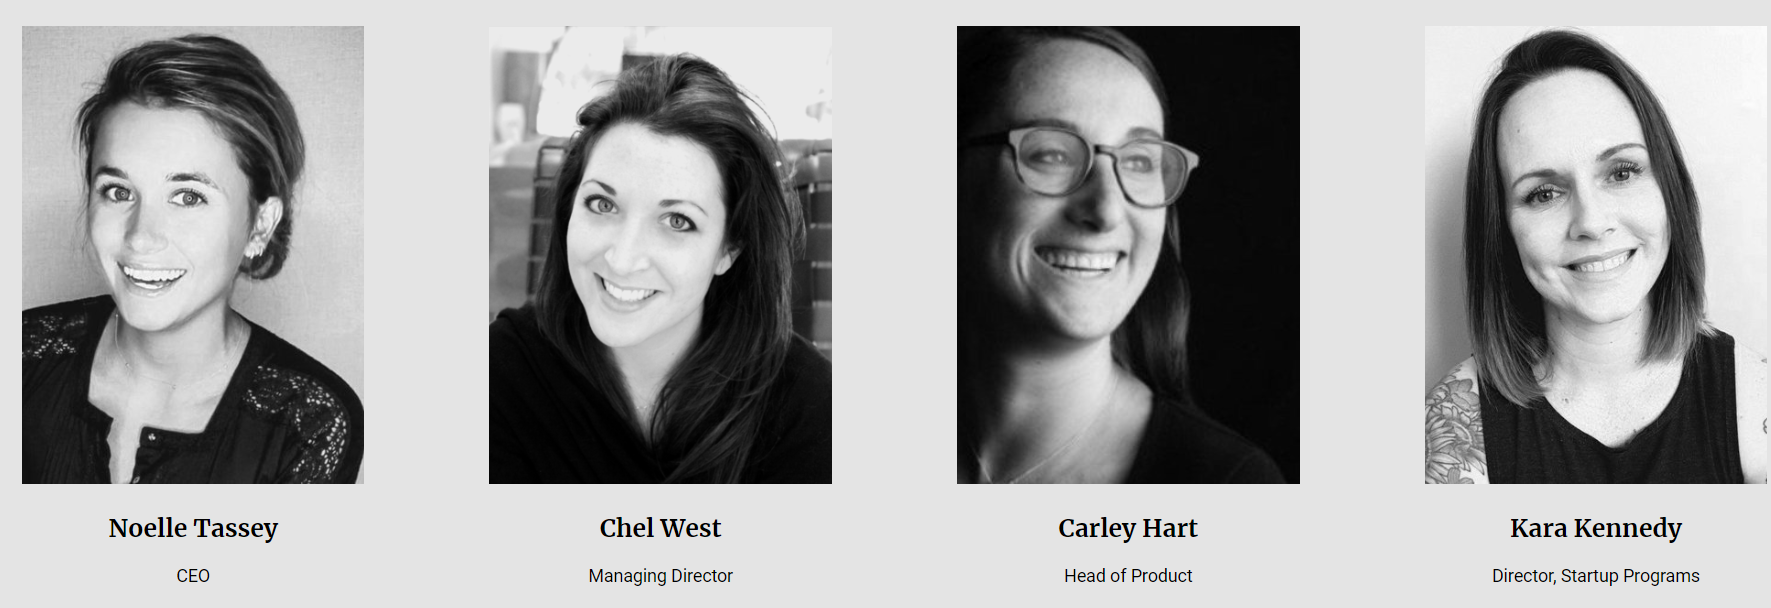 Noelle Tassey
CEO
Chel West
Managing Director
Carley Hart
Head of Product
Kara Kennedy
Director, Startup Programs